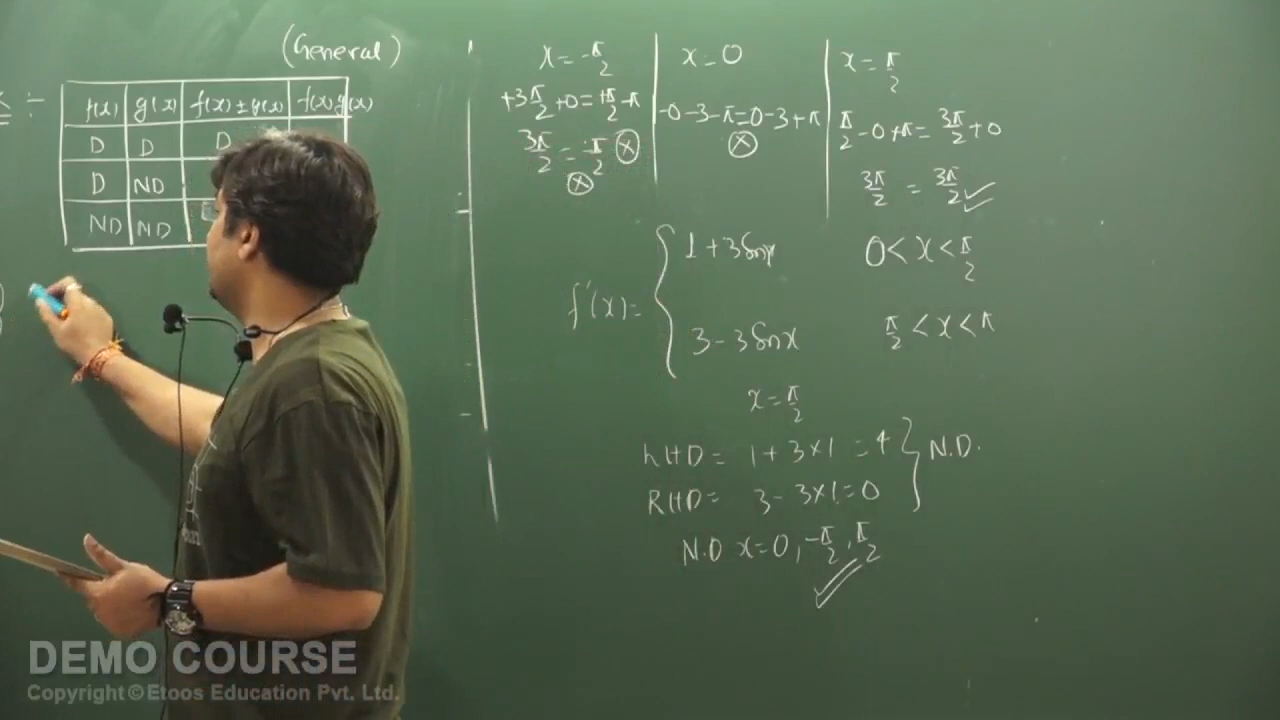 (General)
f(x) g(x) f(x) ± g(x) f(x).g(x)
D D D
D ND
ND ND
x = -π/2
+3π/2 + 0 = +π/2 - π
3π/2 = -π/2 ⊗
⊗
x = 0
-0 - 3 - π = 0 - 3 + π
⊗
x = π/2
π/2 - 0 + π = 3π/2 + 0
3π/2 = 3π/2 ✓
f'(x) = { 1 + 3 Sinx 0 < x < π/2
3 - 3 Sinx π/2 < x < π
x = π/2
LHD = 1 + 3×1 = 4 } N.D.
RHD = 3 - 3×1 = 0
N.D x = 0, -π/2, π/2
DEMO COURSE
Copyright © Etoos Education Pvt. Ltd.